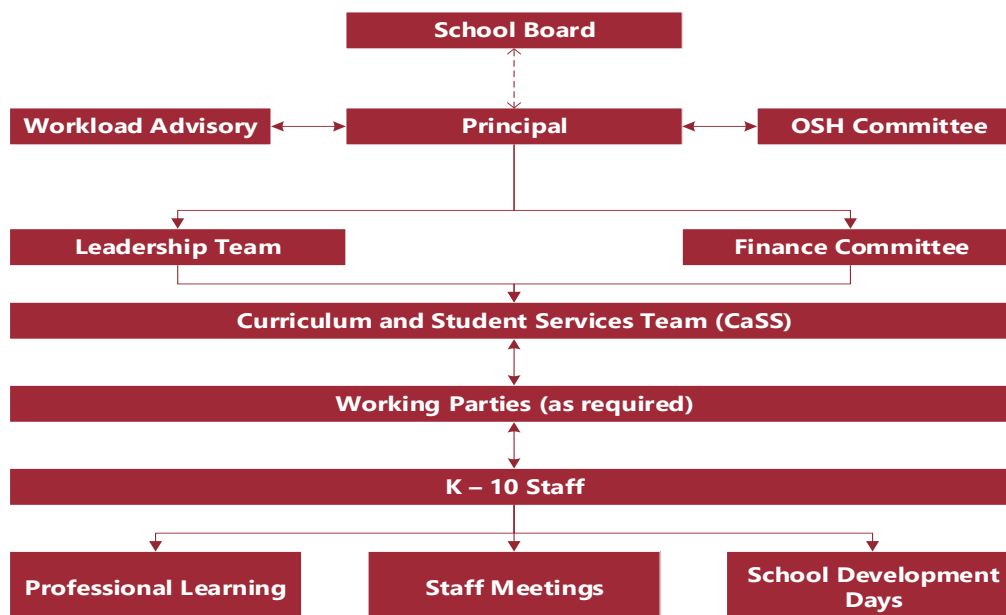 School Board
Workload Advisory
Principal
OSH Committee
Leadership Team
Finance Committee
Curriculum and Student Services Team (CaSS)
Working Parties (as required)
K – 10 Staff
Professional Learning
Staff Meetings
School Development
Days